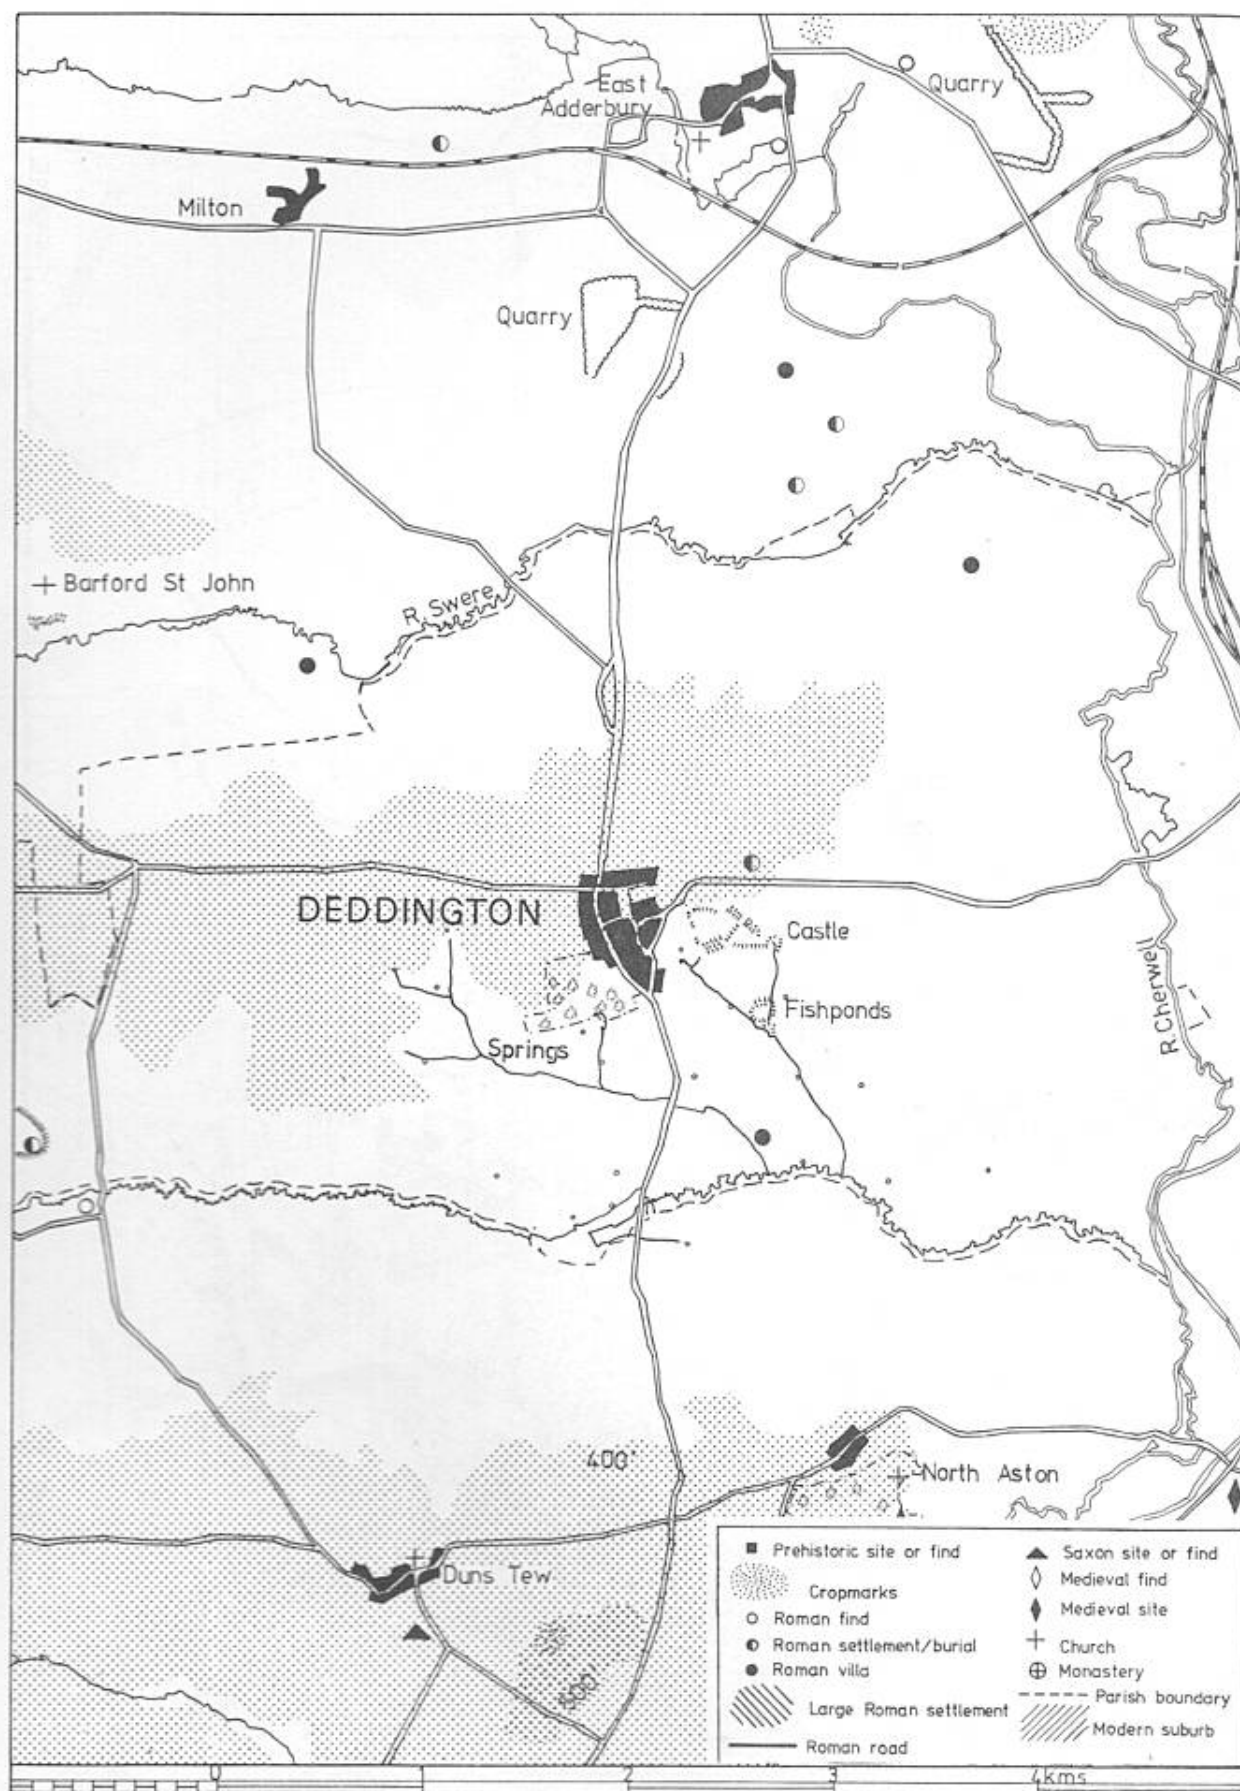 East
Adderbury
Quarry
Milton
Quarry
Barford St John
R. Swere
DEDDINGTON
Castle
Fishponds
Springs
R. Cherwell
400'
North Aston
Duns Tew
500'
Prehistoric site or find
Cropmarks
Roman find
Roman settlement/burial
Roman villa
Large Roman settlement
Roman road
Saxon site or find
Medieval find
Medieval site
Church
Monastery
Parish boundary
Modern suburb
0
2
3
4kms